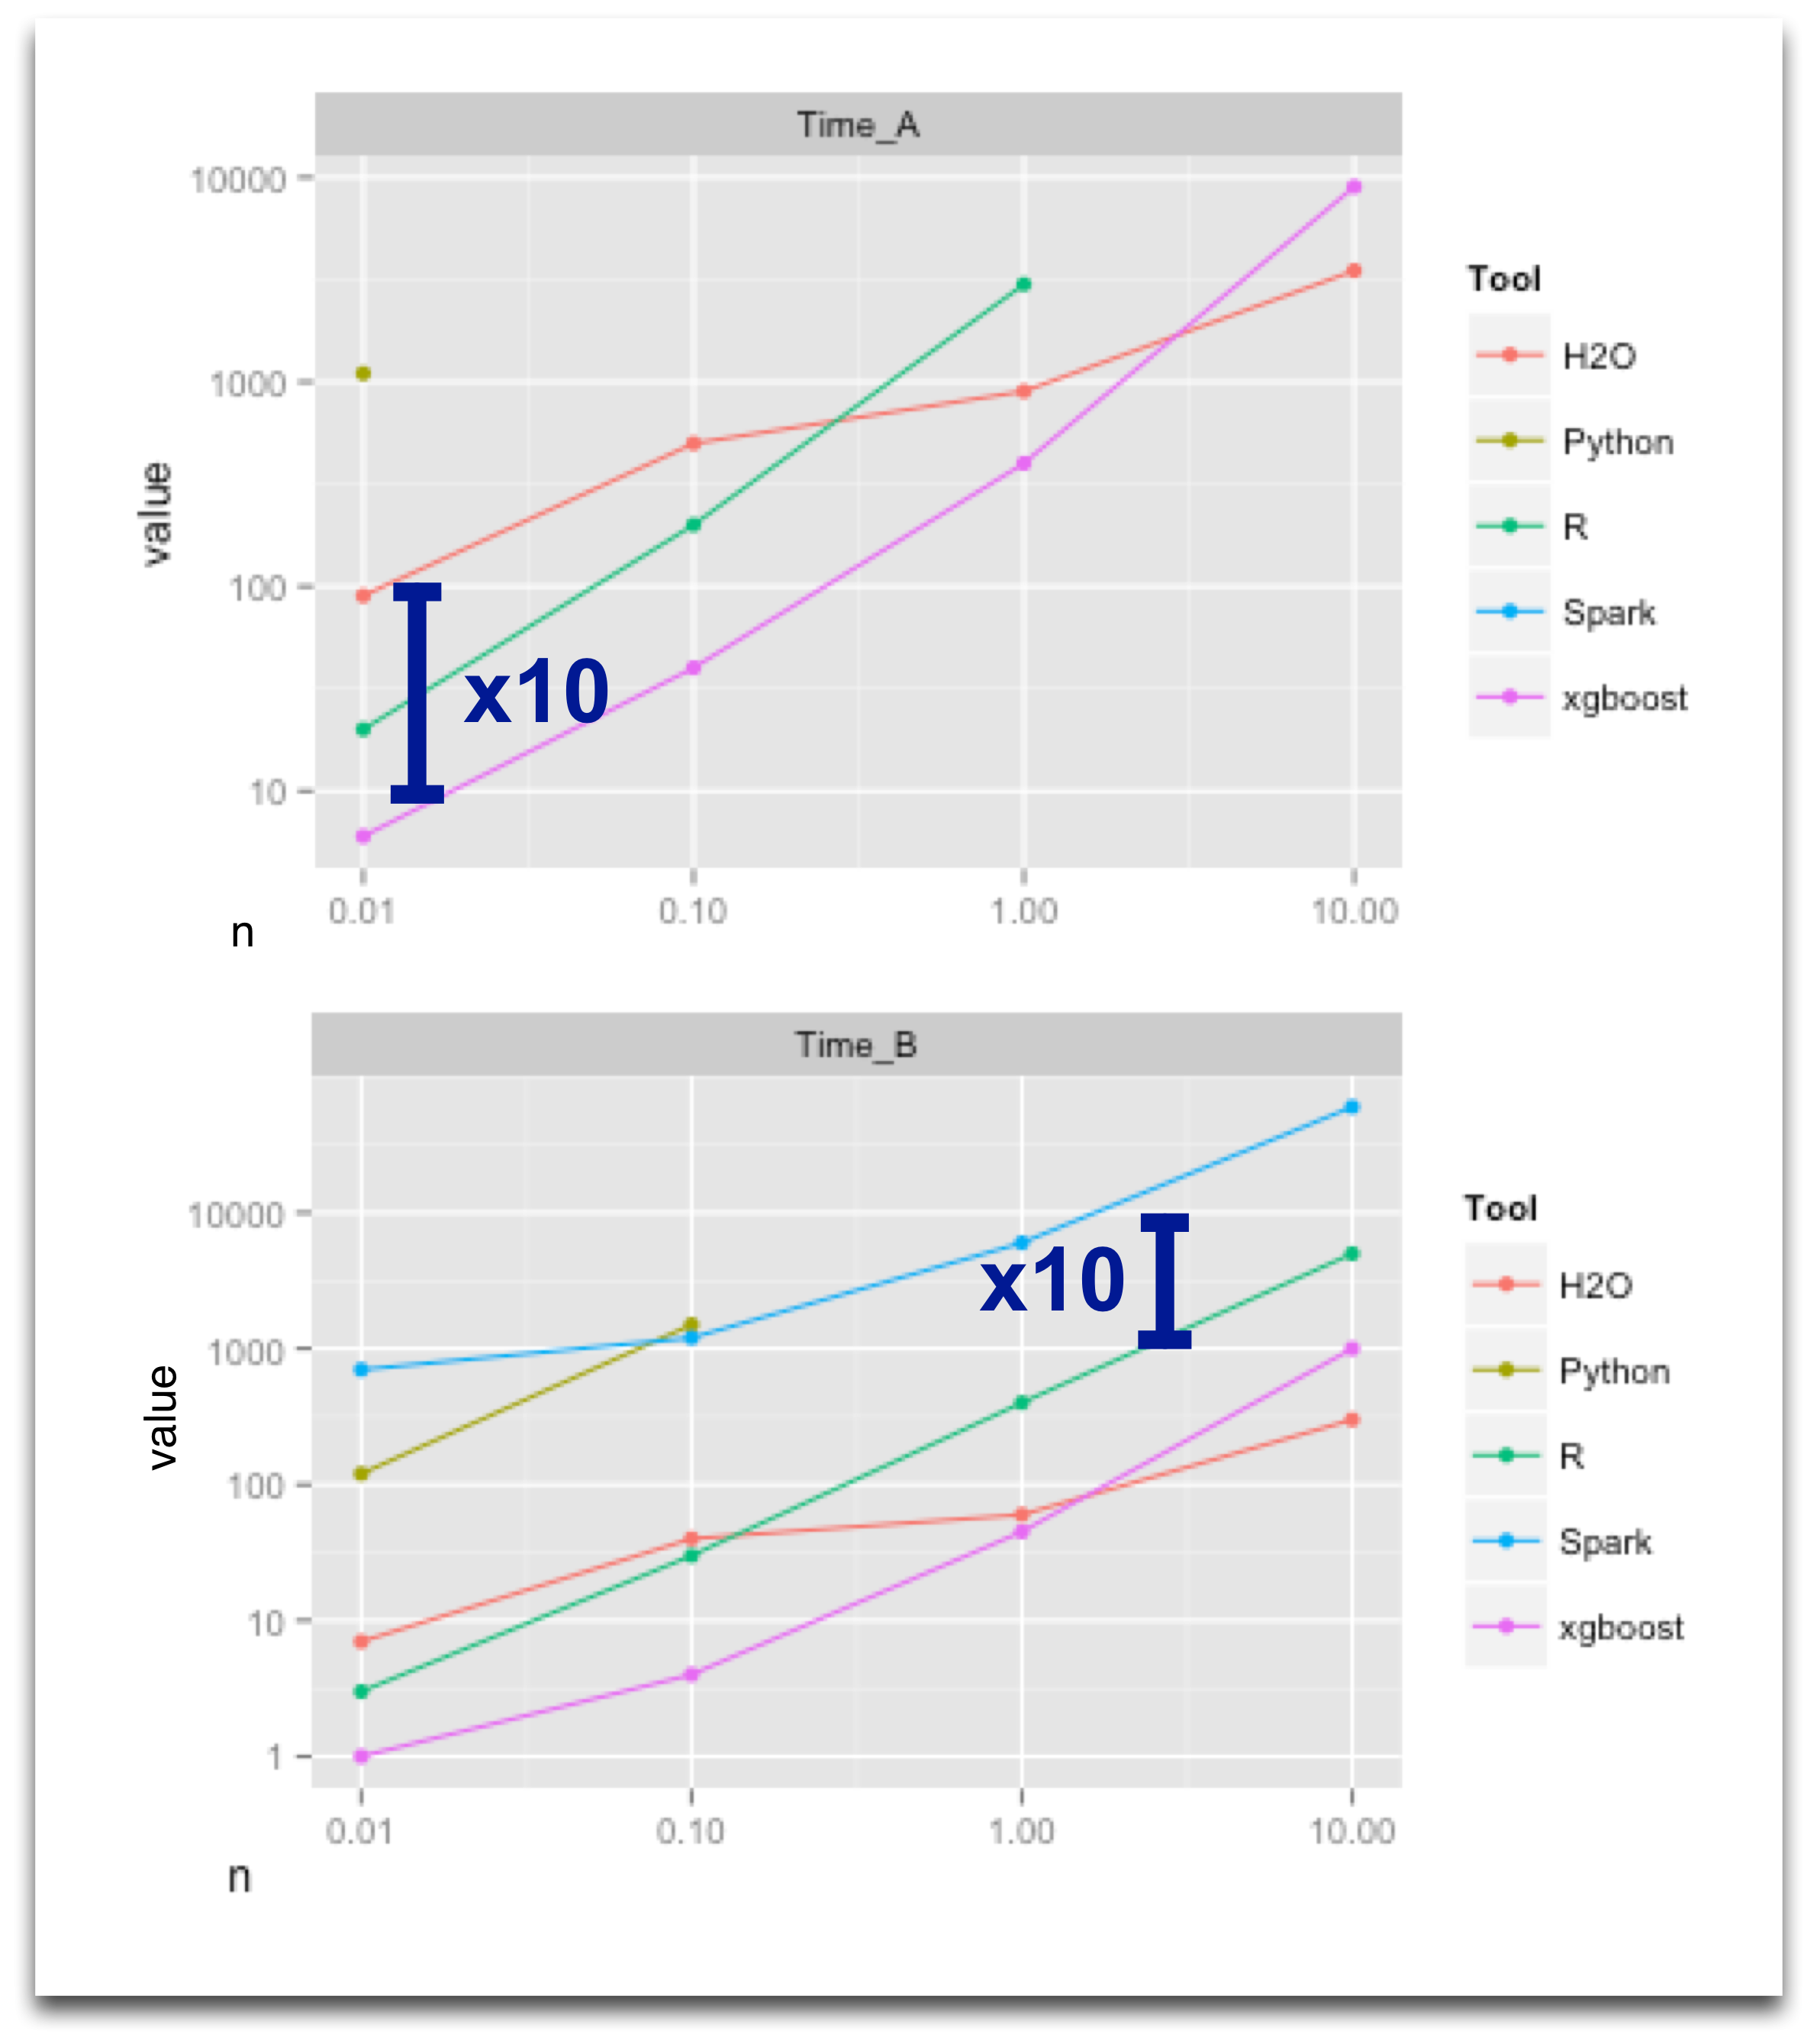 Time_A
10000
1000
100
10
value
x10
0.01 0.10 1.00 10.00
n
Tool
H2O
Python
R
Spark
xgboost
Time_B
10000
1000
100
10
1
value
x10
0.01 0.10 1.00 10.00
n
Tool
H2O
Python
R
Spark
xgboost